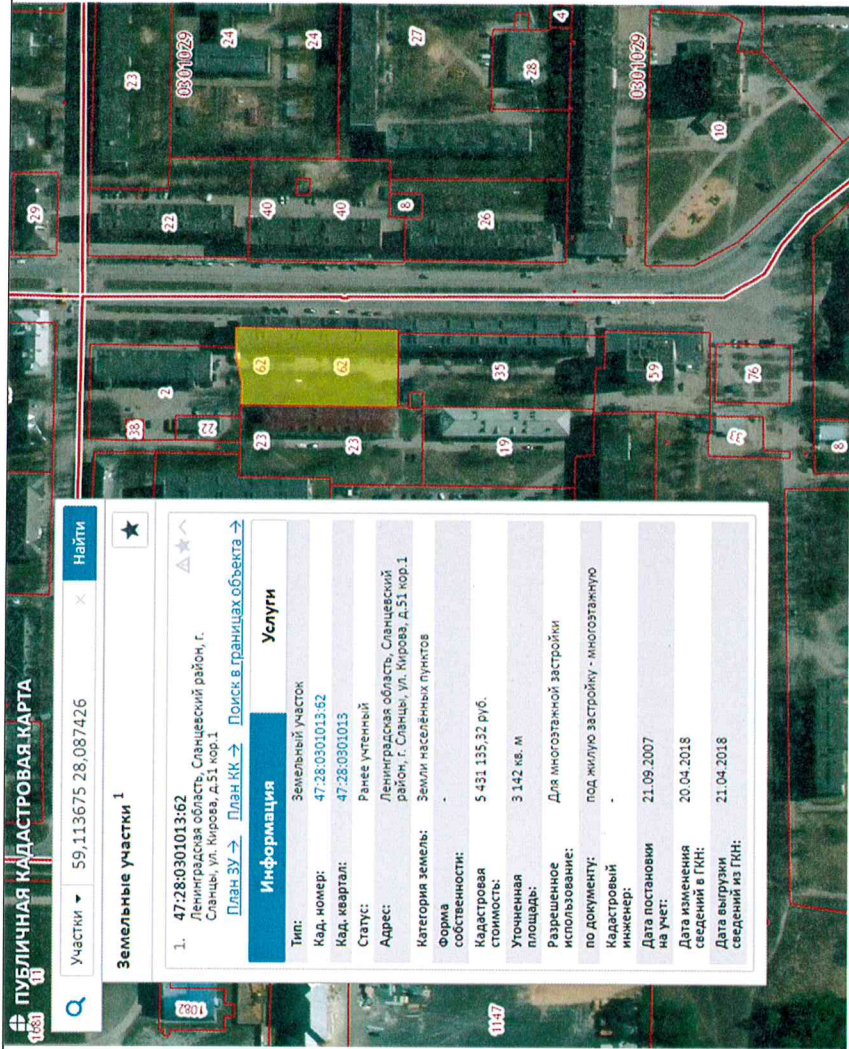 ПУБЛИЧНАЯ КАДАСТРОВАЯ КАРТА
Участки
59,113675 28,087426
×
Найти
Земельные участки 1
1. 47:28:0301013:62
Ленинградская область, Сланцевский район, г.
Сланцы, ул. Кирова, д.51 кор.1
План ЗУ → План КК → Поиск в границах объекта →
Информация
Услуги
Тип: Земельный участок
Кад. номер: 47:28:0301013:62
Кад. квартал: 47:28:0301013
Статус: Ранее учтенный
Адрес: Ленинградская область, Сланцевский
район, г. Сланцы, ул. Кирова, д.51 кор.1
Категория земель: Земли населённых пунктов
Форма
собственности: -
Кадастровая
стоимость: 5 431 135,32 руб.
Уточненная
площадь: 3 142 кв. м
Разрешенное
использование: Для многоэтажной застройки
по документу: под жилую застройку - многоэтажную
Кадастровый
инженер: -
Дата постановки
на учет: 21.09.2007
Дата изменения
сведений в ГКН: 20.04.2018
Дата выгрузки
сведений из ГКН: 21.04.2018
1081
11
1082
1147
38
2
22
62
62
23
23
35
19
59
76
33
8
29
23
0301029
24
24
22
40
40
8
26
27
28
4
0301029
10